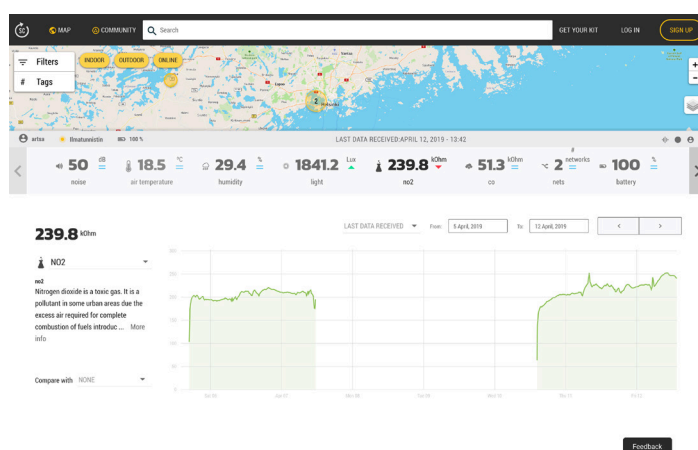 SC MAP COMMUNITY Search GET YOUR KIT LOG IN SIGN UP
Filters INDOOR OUTDOOR ONLINE
# Tags
2
artsa Ilmatunnistin 100 % LAST DATA RECEIVED:APRIL 12, 2019 - 13:42
50 dB 18.5 °C 29.4 % 1841.2 Lux 239.8 kOhm 51.3 kOhm 2 # networks 100 %
noise air temperature humidity light no2 co nets battery
239.8 kOhm
LAST DATA RECEIVED From 5 April, 2019 To 12 April, 2019 < >
NO2
no2
Nitrogen dioxide is a toxic gas. It is a
pollutant in some urban areas due the
excess air required for complete
combustion of fuels introduc ... More
info
Compare with NONE
Feedback